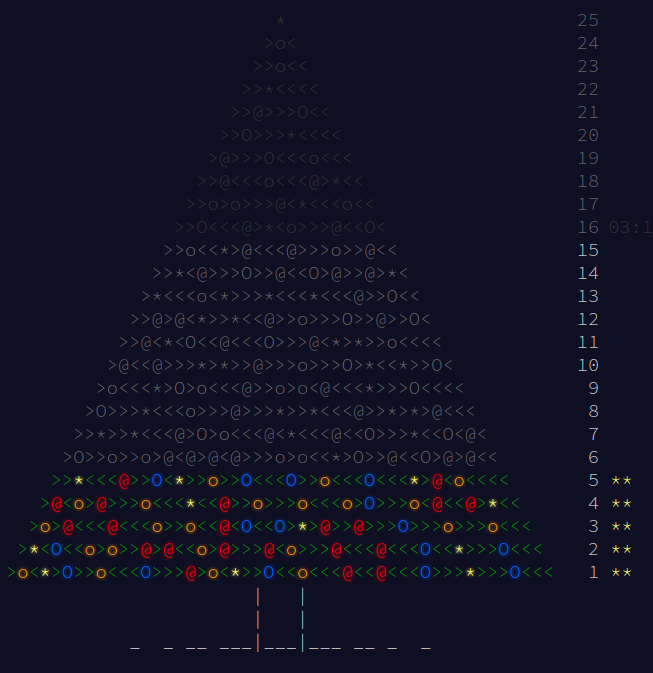 * 25
>o< 24
>>o<< 23
>>*<<<< 22
>>@>>>O<< 21
>>O>>>*<<<< 20
>@>>>O<<<o<<< 19
>>@<<<o<<<@>*<< 18
>>o>o>>>@<*<<<o<< 17
>>O<<<@>*<o>>>@<<O< 16 03:1
>>o<<*>@<<<@>>>o>>@<< 15
>>*<@>>>O>>@<<O>@>>@>*< 14
>*<<<o<*>>>*<<<*<<<@>>O<< 13
>>@>@<*>>*<<@>>o>>>O>>@>>O< 12
>>@<*<O<<@<<<O>>>@<*>*>>o<<<< 11
>@<<@>>>*>*>>@>>>o>>>O>*<<*>>O< 10
>o<<<*>O>o<<<@>>o>o<@<<<*>>>O<<<< 9
>O>>>*<<<o>>>@>>>*>>*>>>@>>*>*>@<<< 8
>>*>>>*>>@>O>o<<<@<<*<<@<<O>>>*<<O<@< 7
>O>>o>>o>@<@>@<@>>>o>o<<*>O>>@<<O>@>@<< 6
>>*<<<@>>O<*>>o>>O<<<O>>o<<<O<<<*>@<o<<<< 5 **
>@<o>@>>>o<<<*<<@>>o>>>o<<<o>O>>>o<@<<@>*<< 4 **
>o>@<<<@<<<o>>o<<@<O<<O<*>@>>@>>>O>>>o>>>o<<< 3 **
>*<O<<o>o>>@>@<<o<@>>>@<o>>>@<<<@<<<O<<*>>>O<<< 2 **
>o<*>O>>o<<<O>>>@>o<*>>O<<o<<<@<<@<<<O>>>*>>>O<<< 1 **
|   |
|   |
_  _ __ ___|___|___ __ _  _